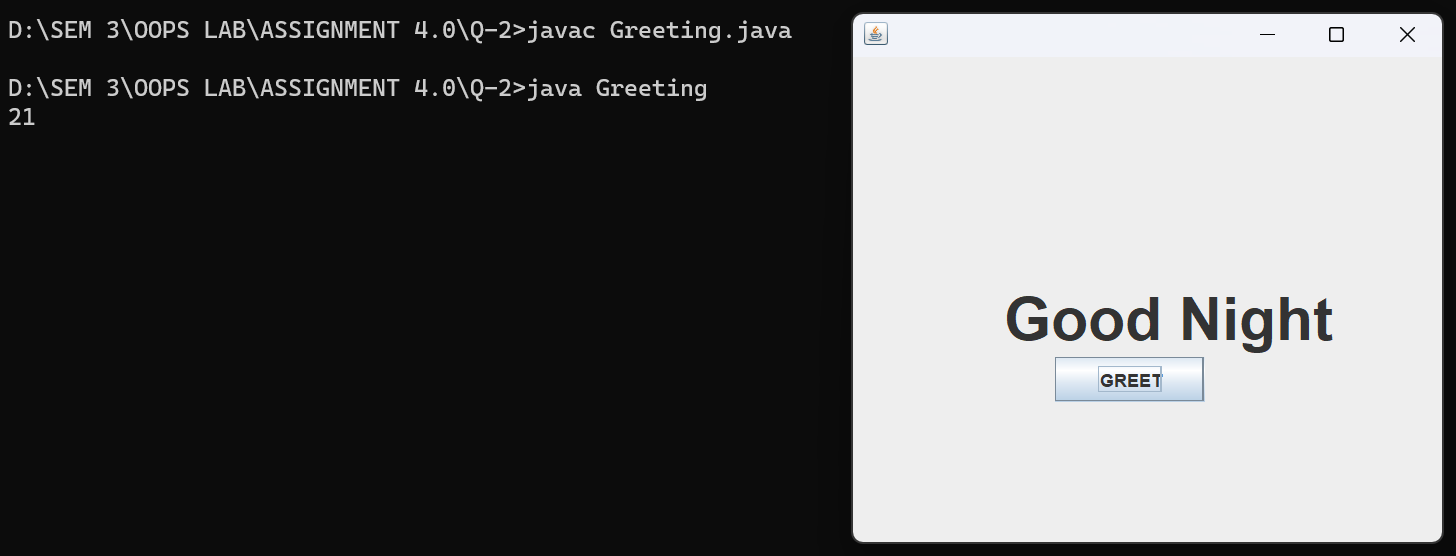 D:\SEM 3\OOPS LAB\ASSIGNMENT 4.0\Q-2>javac Greeting.java
D:\SEM 3\OOPS LAB\ASSIGNMENT 4.0\Q-2>java Greeting
21
Good Night
GREET